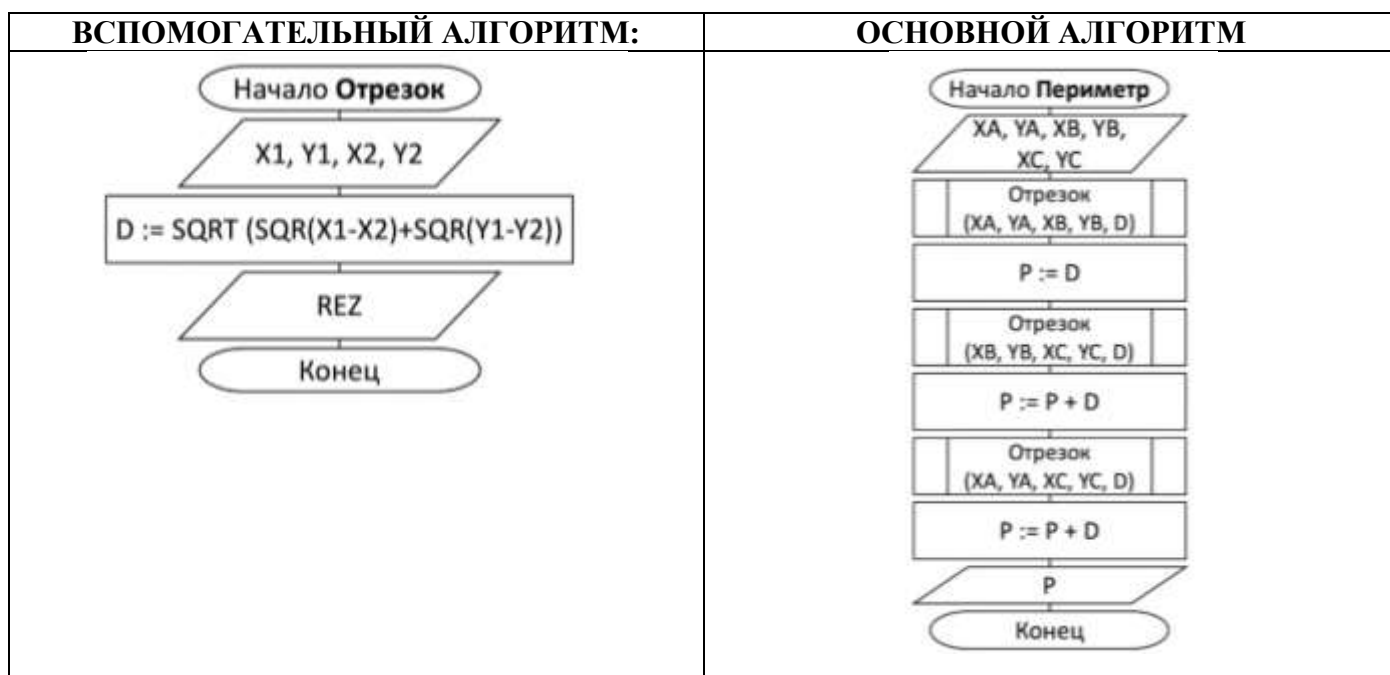 ВСПОМОГАТЕЛЬНЫЙ АЛГОРИТМ:
Начало Отрезок
X1, Y1, X2, Y2
D := SQRT (SQR(X1-X2)+SQR(Y1-Y2))
REZ
Конец
ОСНОВНОЙ АЛГОРИТМ
Начало Периметр
XA, YA, XB, YB,
XC, YC
Отрезок
(XA, YA, XB, YB, D)
P := D
Отрезок
(XB, YB, XC, YC, D)
P := P + D
Отрезок
(XA, YA, XC, YC, D)
P := P + D
P
Конец